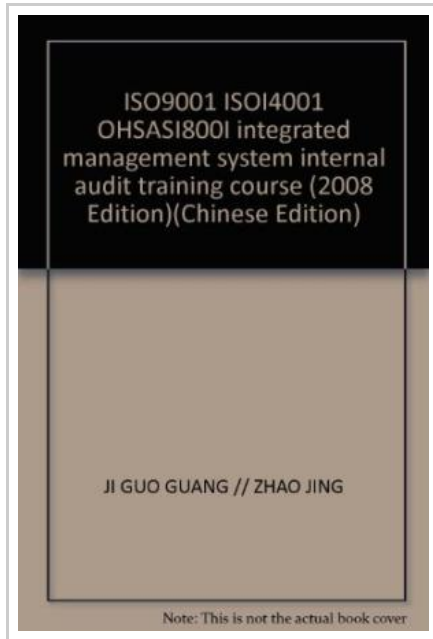 ISO9001 ISOI4001
OHSASI800I integrated
management system internal
audit training course (2008
Edition)(Chinese Edition)
JI GUO GUANG // ZHAO JING
Note: This is not the actual book cover